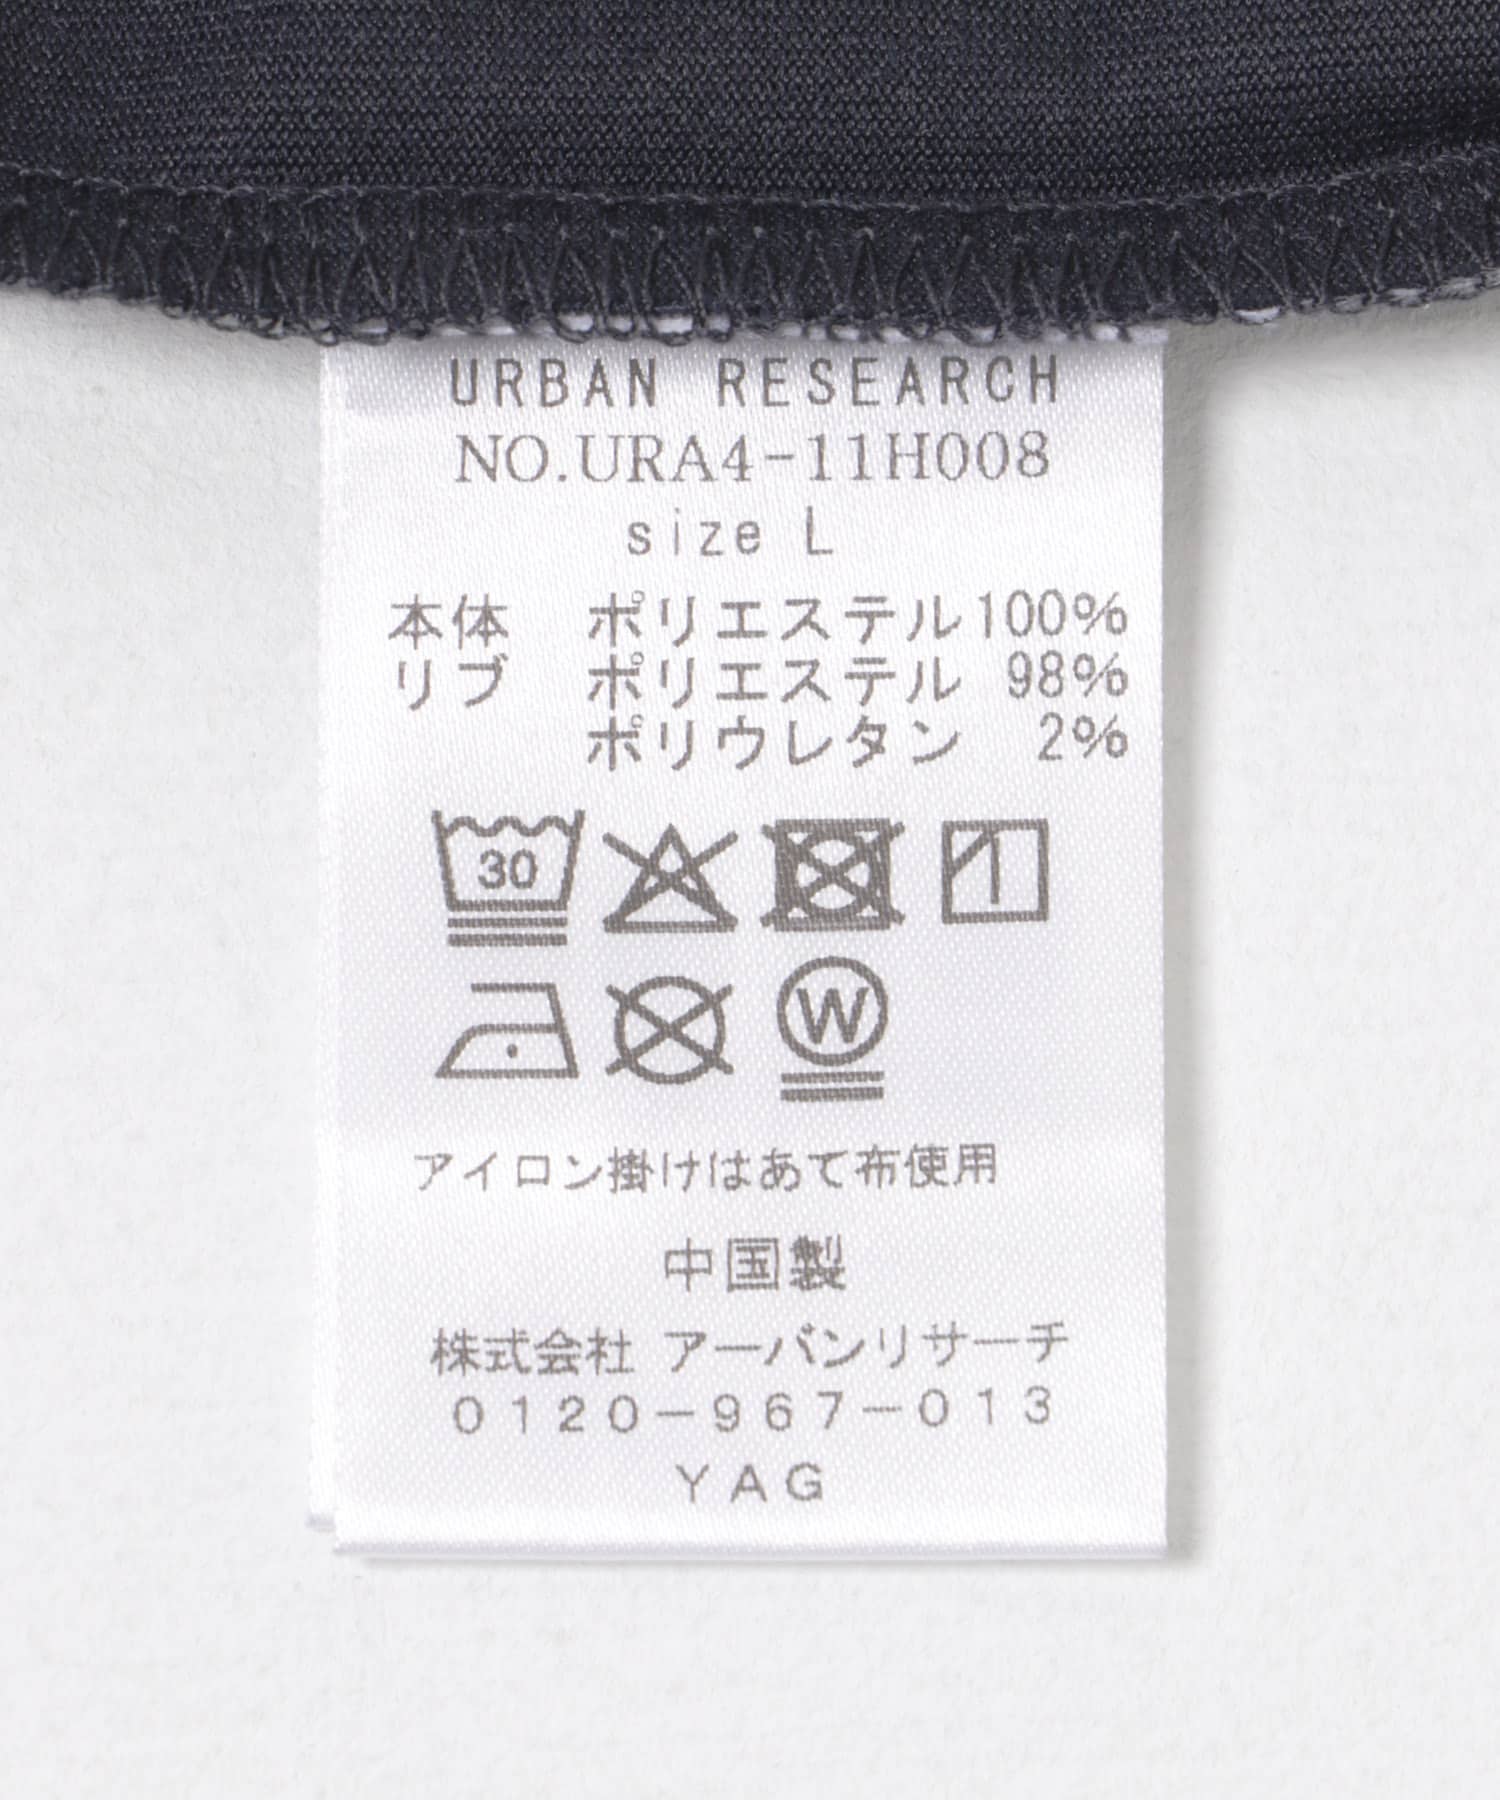 URBAN RESEARCH
NO.URA4-11H008
size L
本体 ポリエステル100%
リブ ポリエステル 98%
ポリウレタン 2%
30
W
アイロン掛けはあて布使用
中国製
株式会社 アーバンリサーチ
0120-967-013
YAG